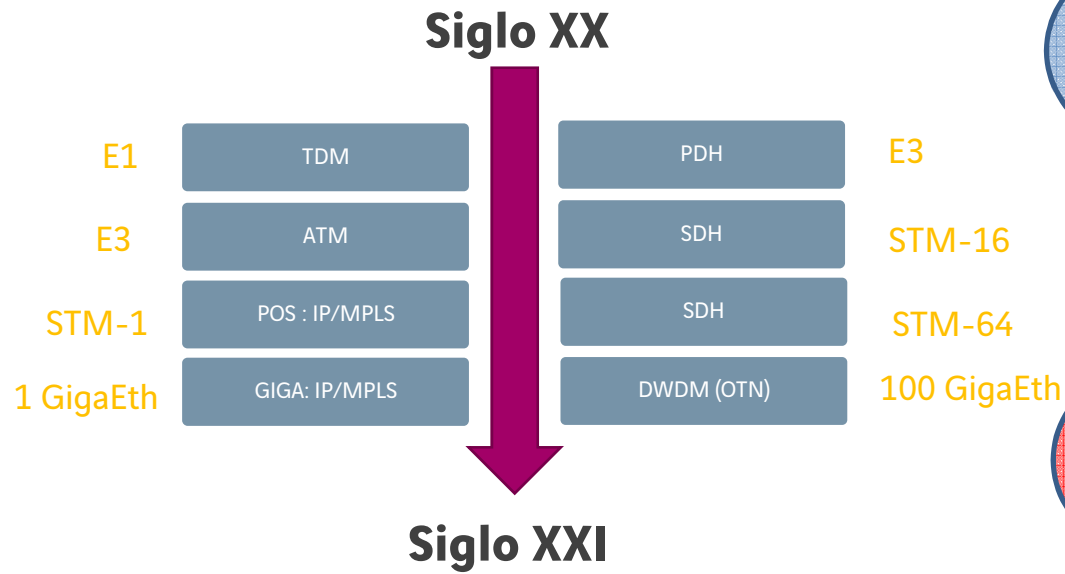 Siglo XX
E1
TDM
PDH
E3
E3
ATM
SDH
STM-16
STM-1
POS : IP/MPLS
SDH
STM-64
1 GigaEth
GIGA: IP/MPLS
DWDM (OTN)
100 GigaEth
Siglo XXI